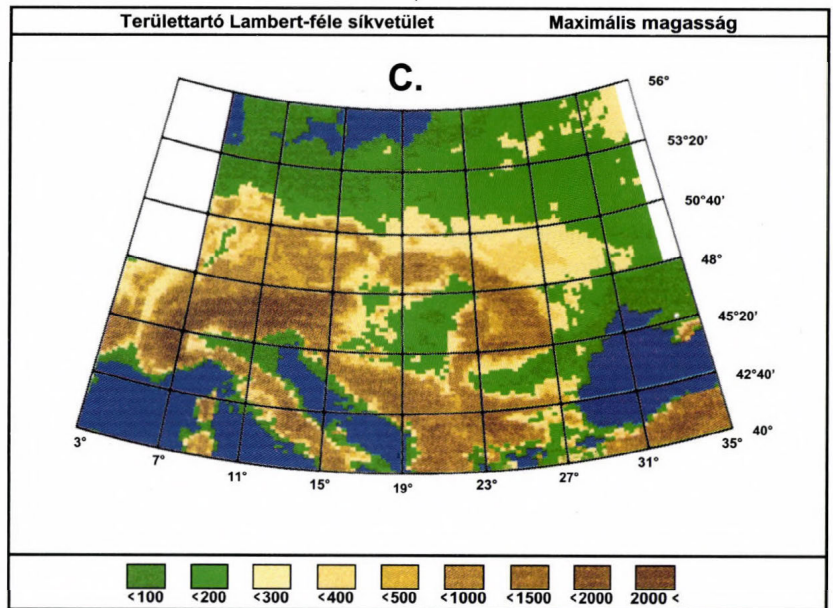 Területtartó Lambert-féle síkvetület Maximális magasság
C.
56°
53°20'
50°40'
48°
45°20'
42°40'
40°
3° 7° 11° 15° 19° 23° 27° 31° 35°
<100 <200 <300 <400 <500 <1000 <1500 <2000 2000 <